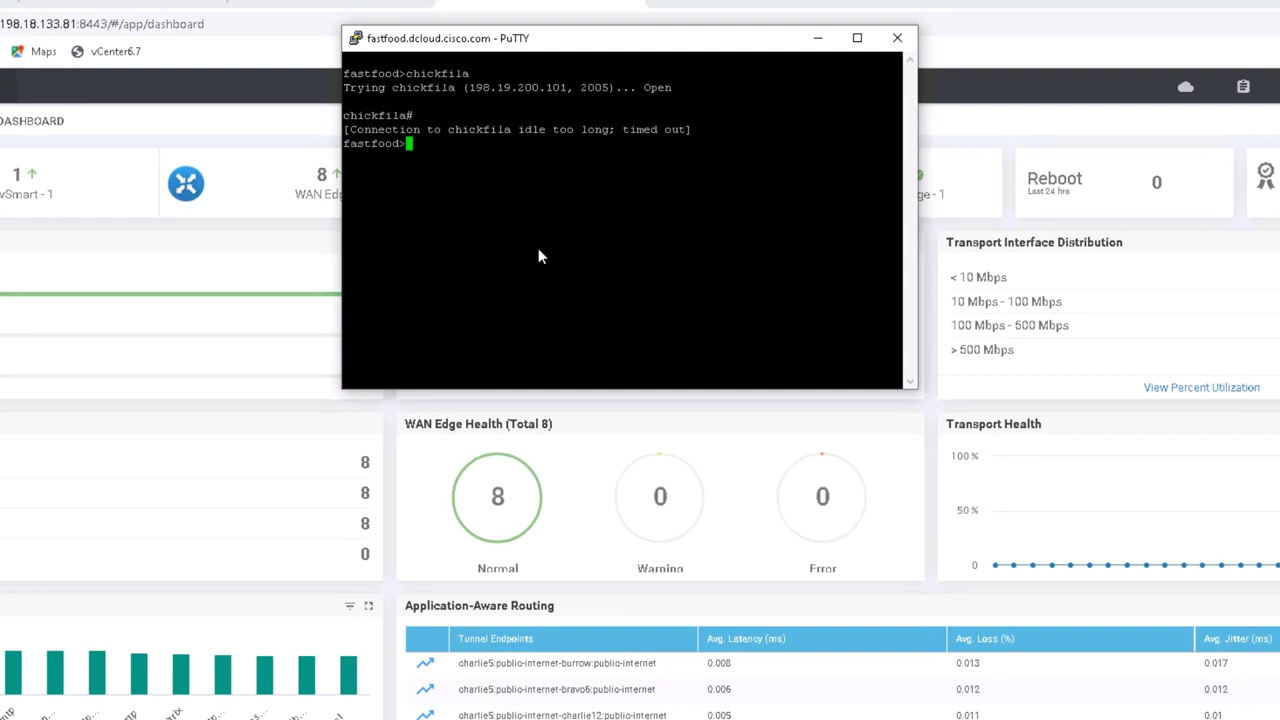 198.18.133.81:8443/#/app/dashboard
Maps
vCenter6.7
fastfood.dcloud.cisco.com - PuTTY
fastfood>chickfila
Trying chickfila (198.19.200.101, 2005)... Open
chickfila#
[Connection to chickfila idle too long; timed out]
fastfood>
DASHBOARD
1
vSmart - 1
8
WAN Edg
ge - 1
Reboot
Last 24 hrs
0
Transport Interface Distribution
< 10 Mbps
10 Mbps - 100 Mbps
100 Mbps - 500 Mbps
> 500 Mbps
View Percent Utilization
8
8
8
0
WAN Edge Health (Total 8)
8
Normal
0
Warning
0
Error
Transport Health
100 %
50 %
0
Application-Aware Routing
Tunnel Endpoints
Avg. Latency (ms)
Avg. Loss (%)
Avg. Jitter (ms)
charlie5:public-internet-burrow:public-internet
0.008
0.013
0.017
charlie5:public-internet-bravo6:public-internet
0.006
0.012
0.012
charlie5:public-internet-charlie12:public-internet
0.005
0.011
0.01